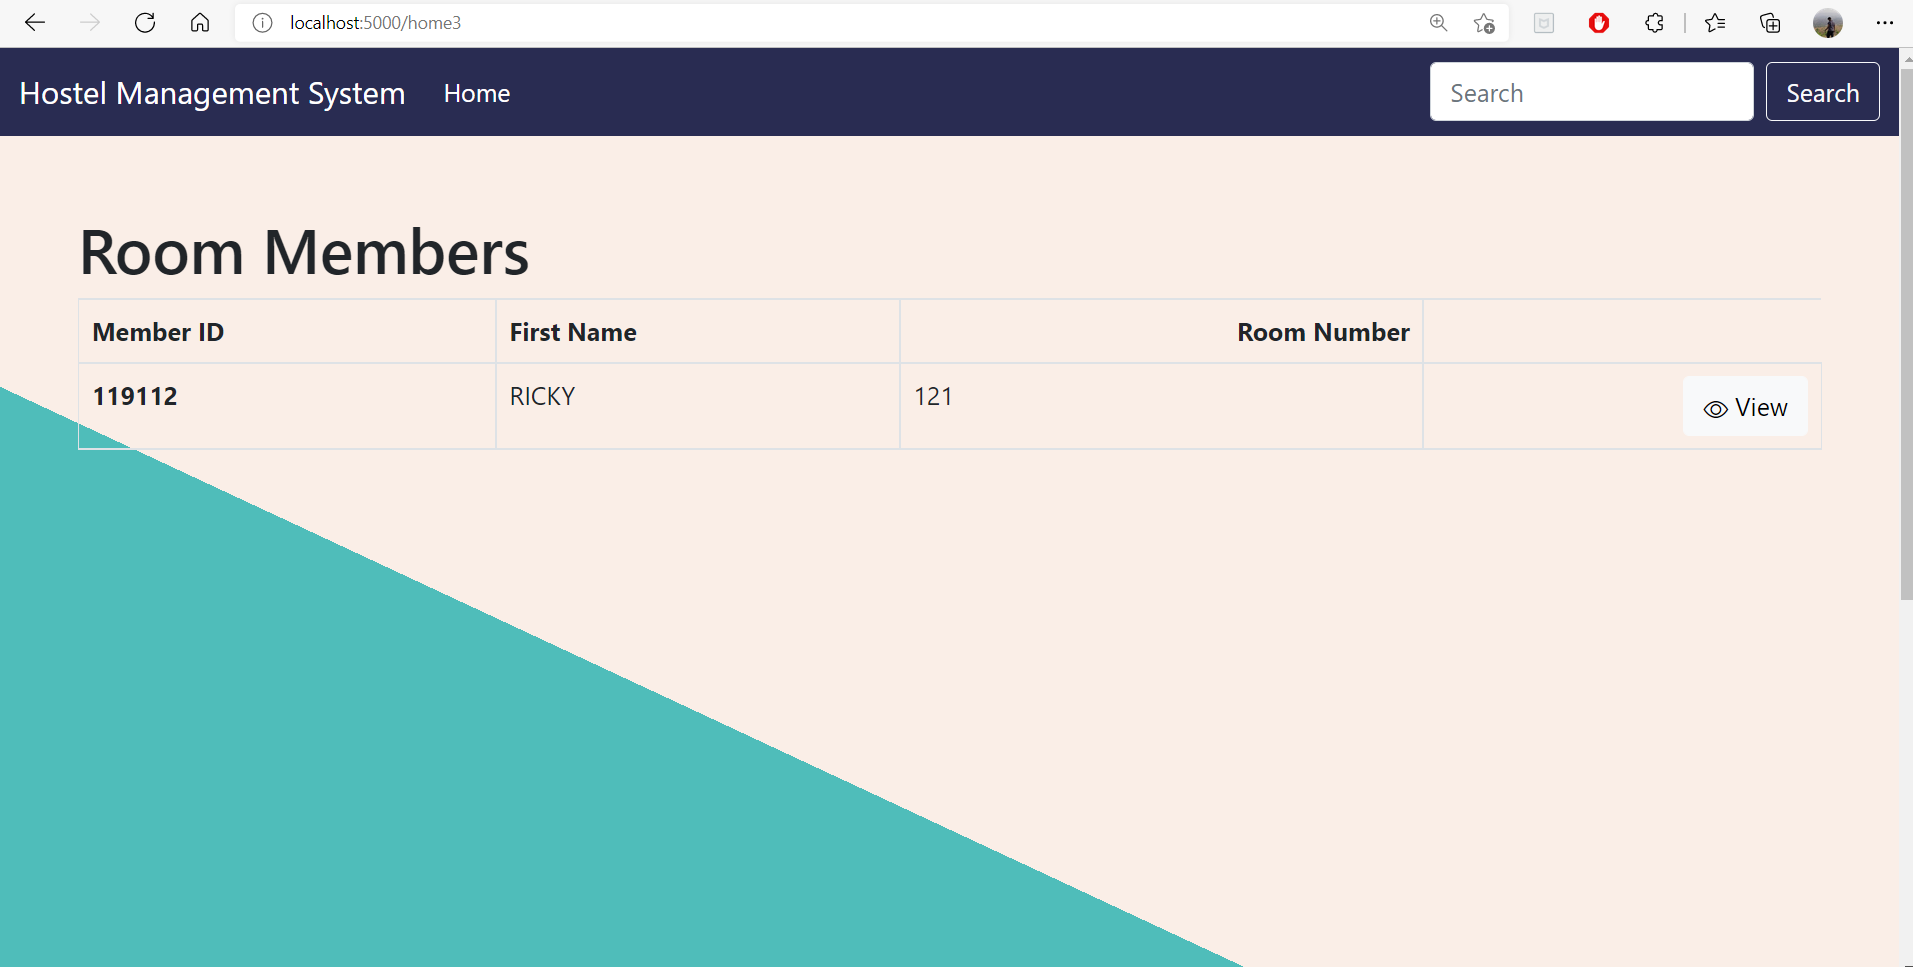 localhost:5000/home3
Hostel Management System Home Search Search
Room Members
Member ID First Name Room Number
119112 RICKY 121 View